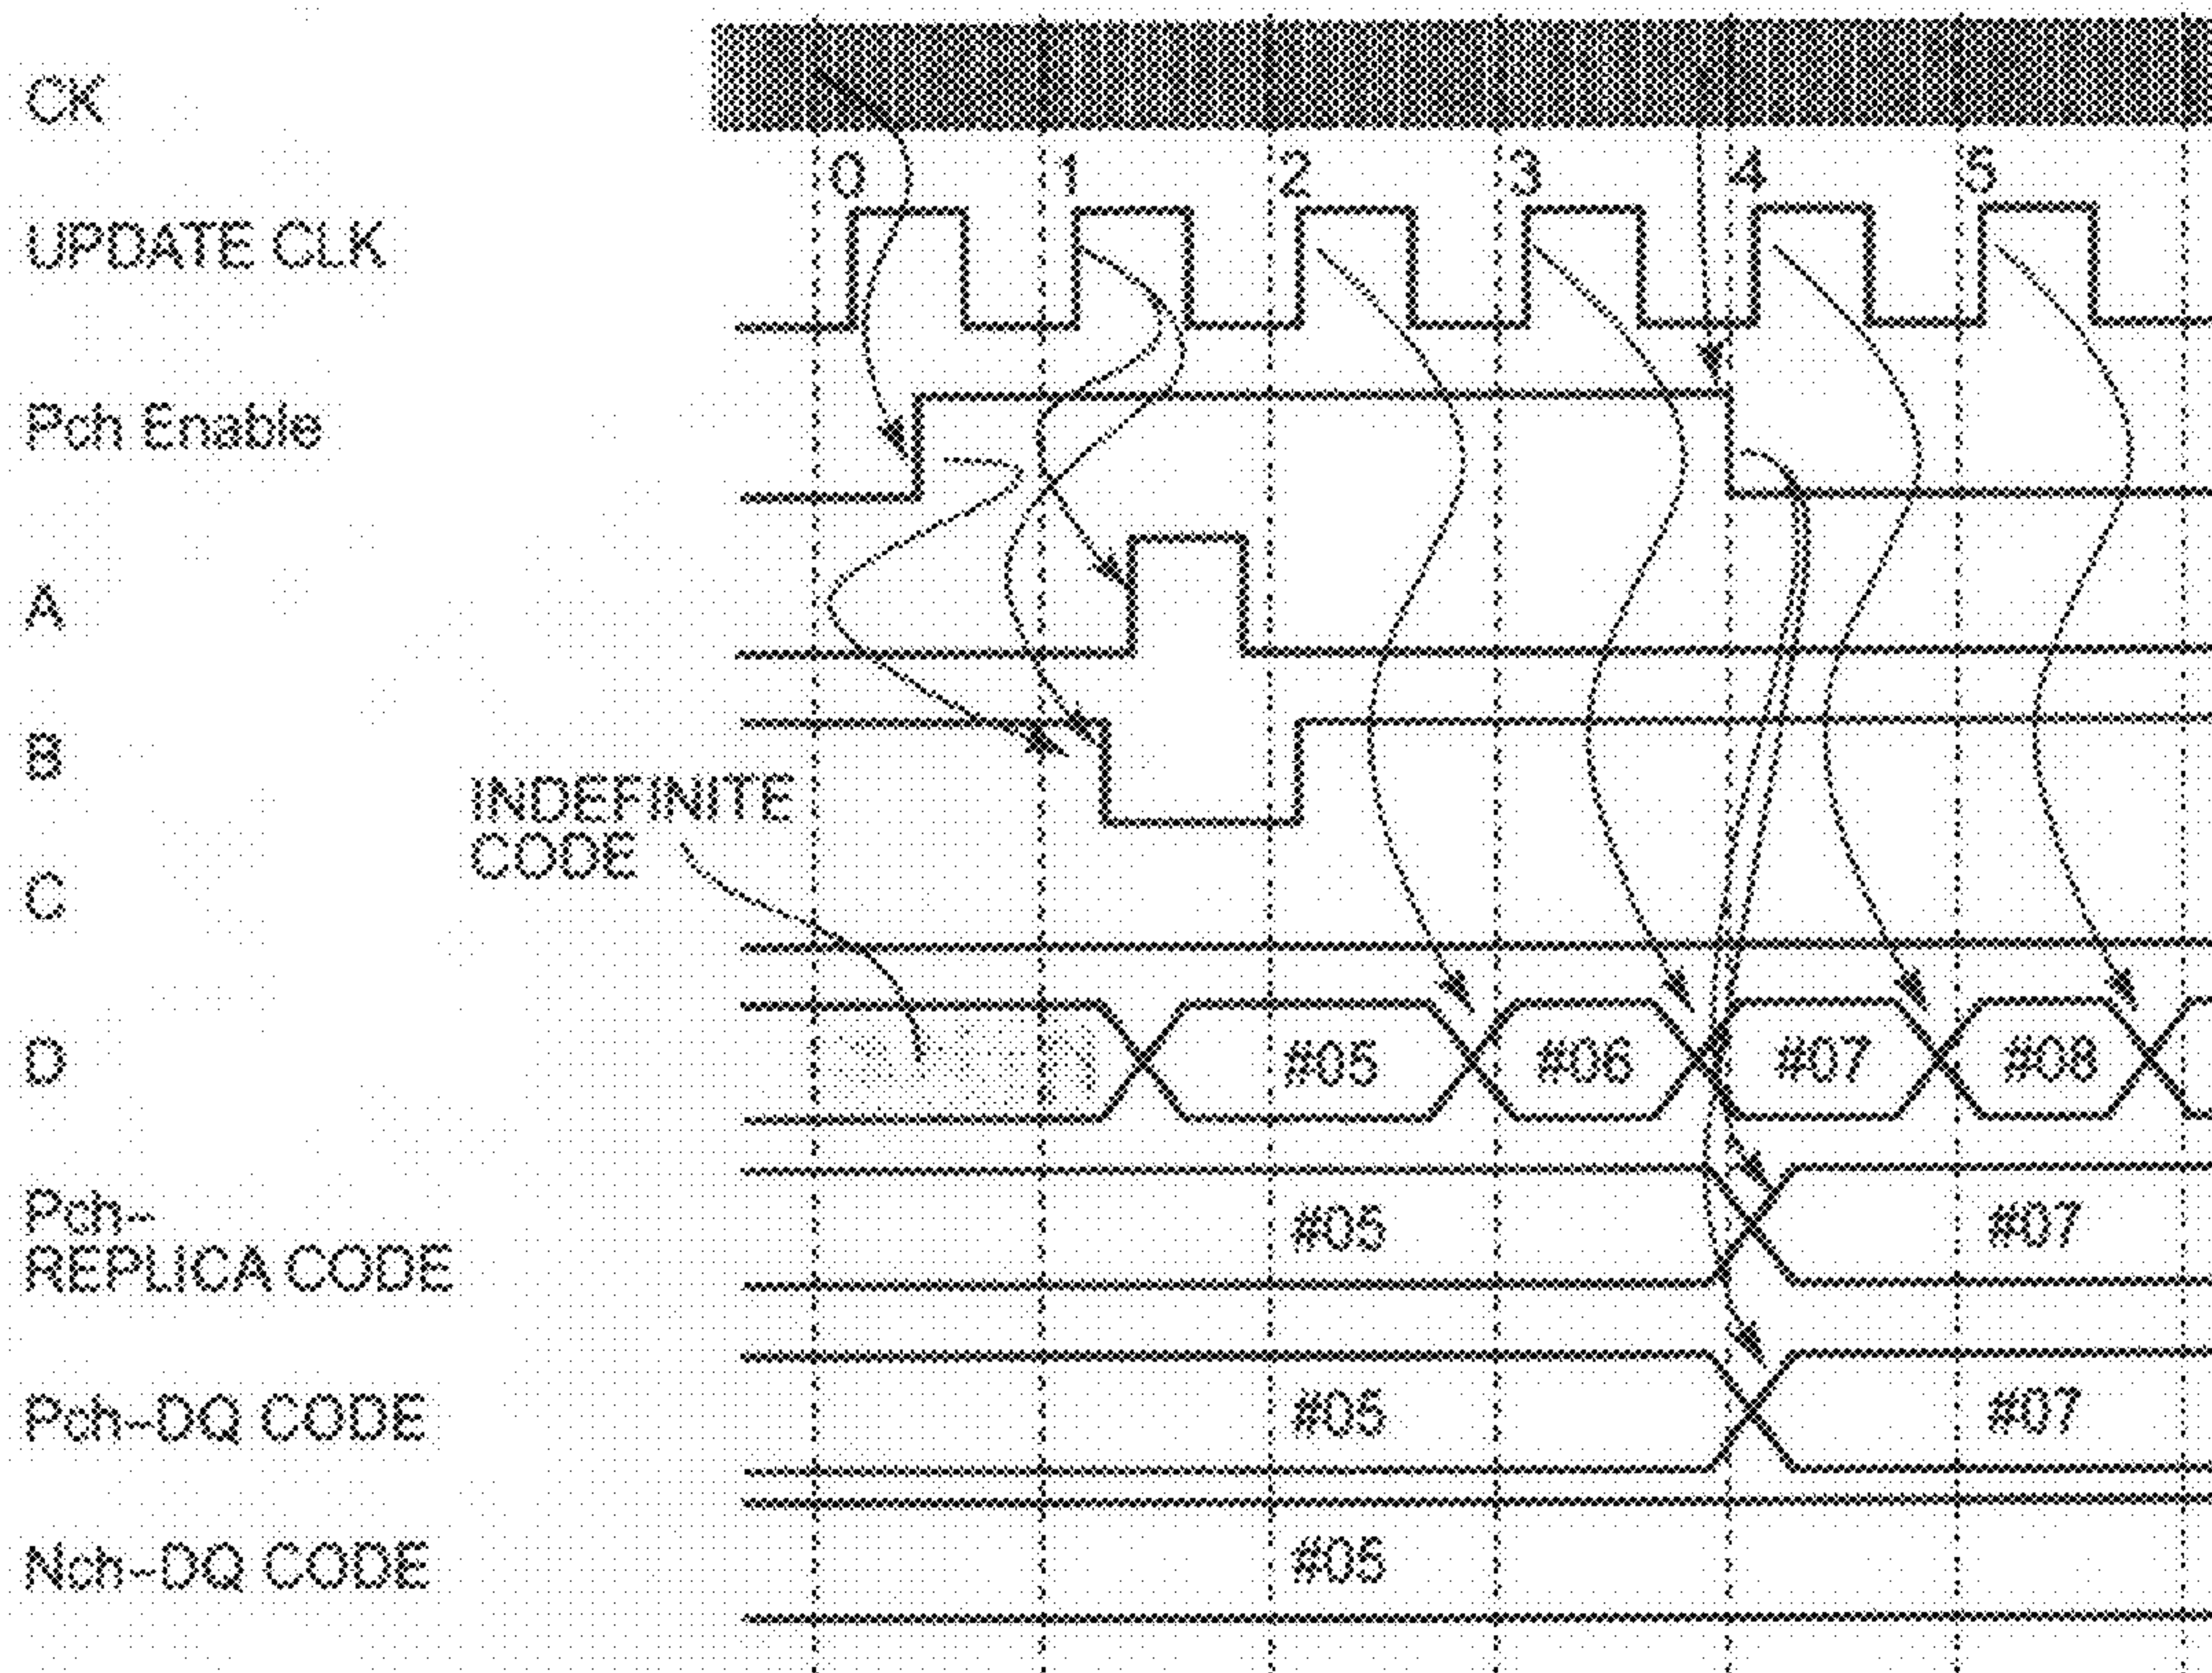 CK
0 1 2 3 4 5
UPDATE CLK
Pch Enable
A
B
INDEFINITE
CODE
C
D
#05 #06 #07 #08
Pch-
REPLICA CODE
#05 #07
Pch-DQ CODE
#05 #07
Nch-DQ CODE
#05